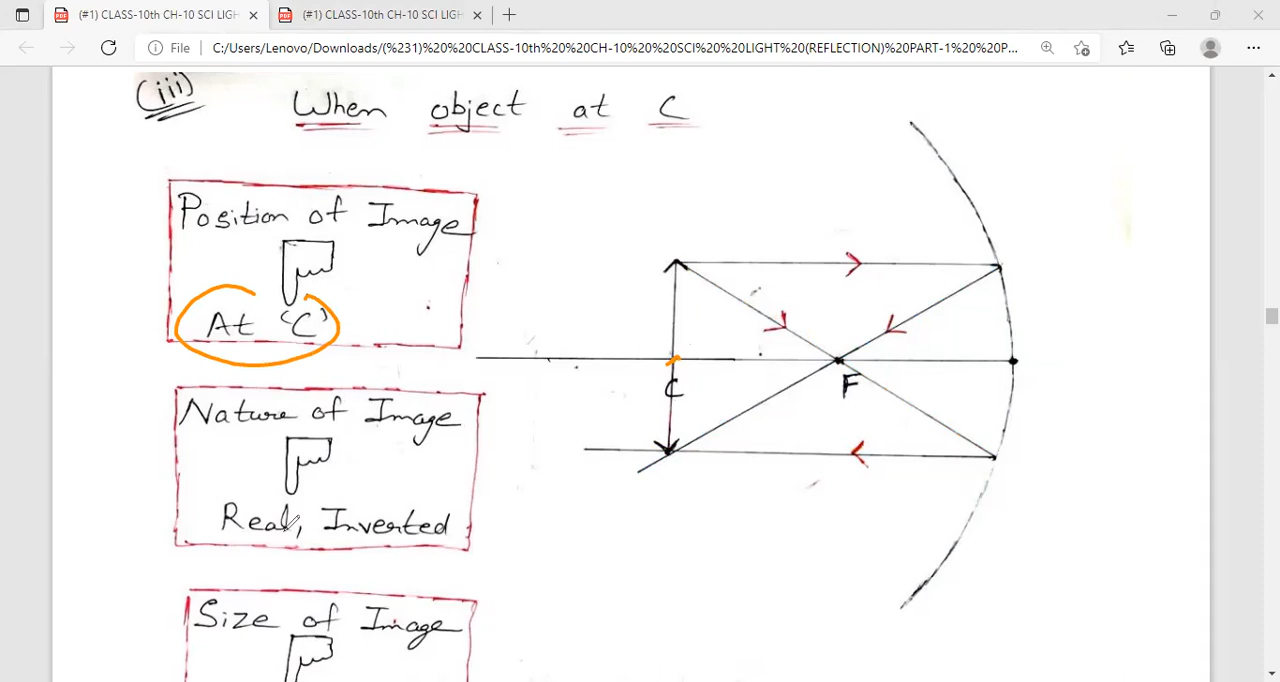 (#1) CLASS-10th CH-10 SCI LIGH
(#1) CLASS-10th CH-10 SCI LIGH
File
C:/Users/Lenovo/Downloads/(%231)%20%20CLASS-10th%20%20CH-10%20%20SCI%20%20LIGHT%20(REFLECTION)%20PART-1%20%20P...
(iii)
When object at C
Position of Image
At 'C'
Nature of Image
Real, Inverted
Size of Image
C
F